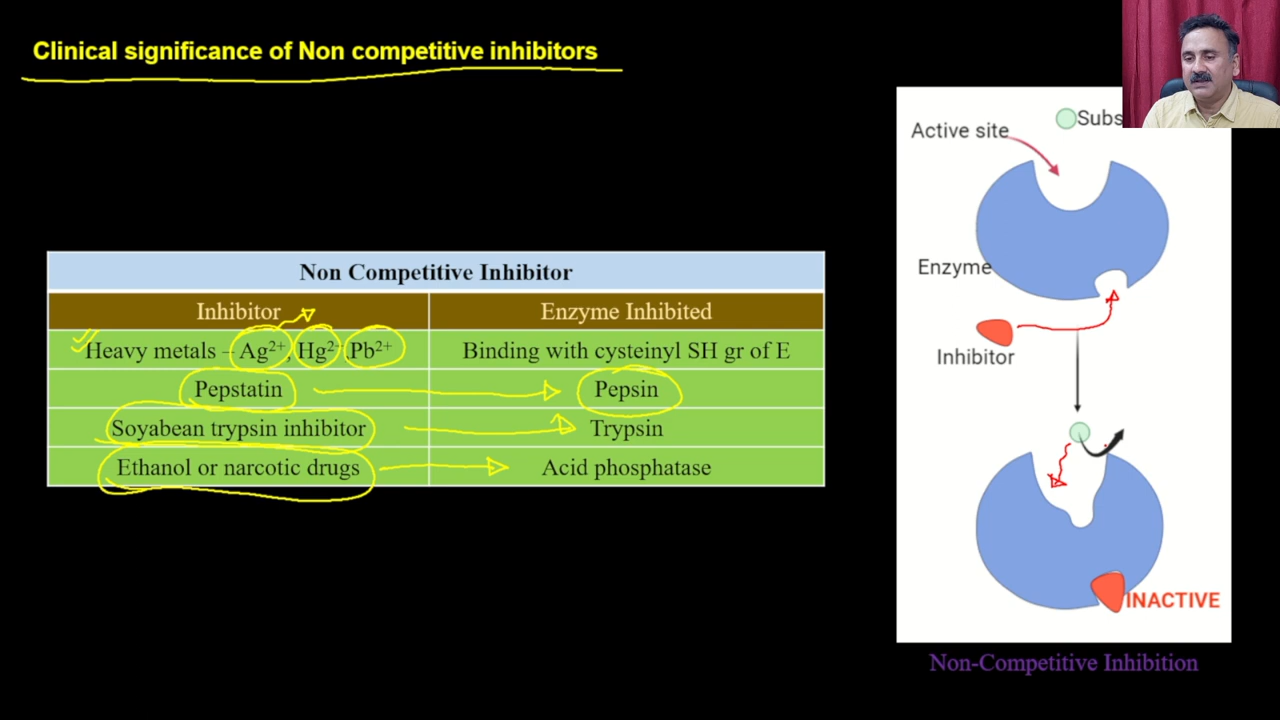 Clinical significance of Non competitive inhibitors
Non Competitive Inhibitor
Inhibitor Enzyme Inhibited
Heavy metals – Ag²⁺, Hg²⁺ Pb²⁺ Binding with cysteinyl SH gr of E
Pepstatin Pepsin
Soyabean trypsin inhibitor Trypsin
Ethanol or narcotic drugs Acid phosphatase
Active site
Subs
Enzyme
Inhibitor
INACTIVE
Non-Competitive Inhibition